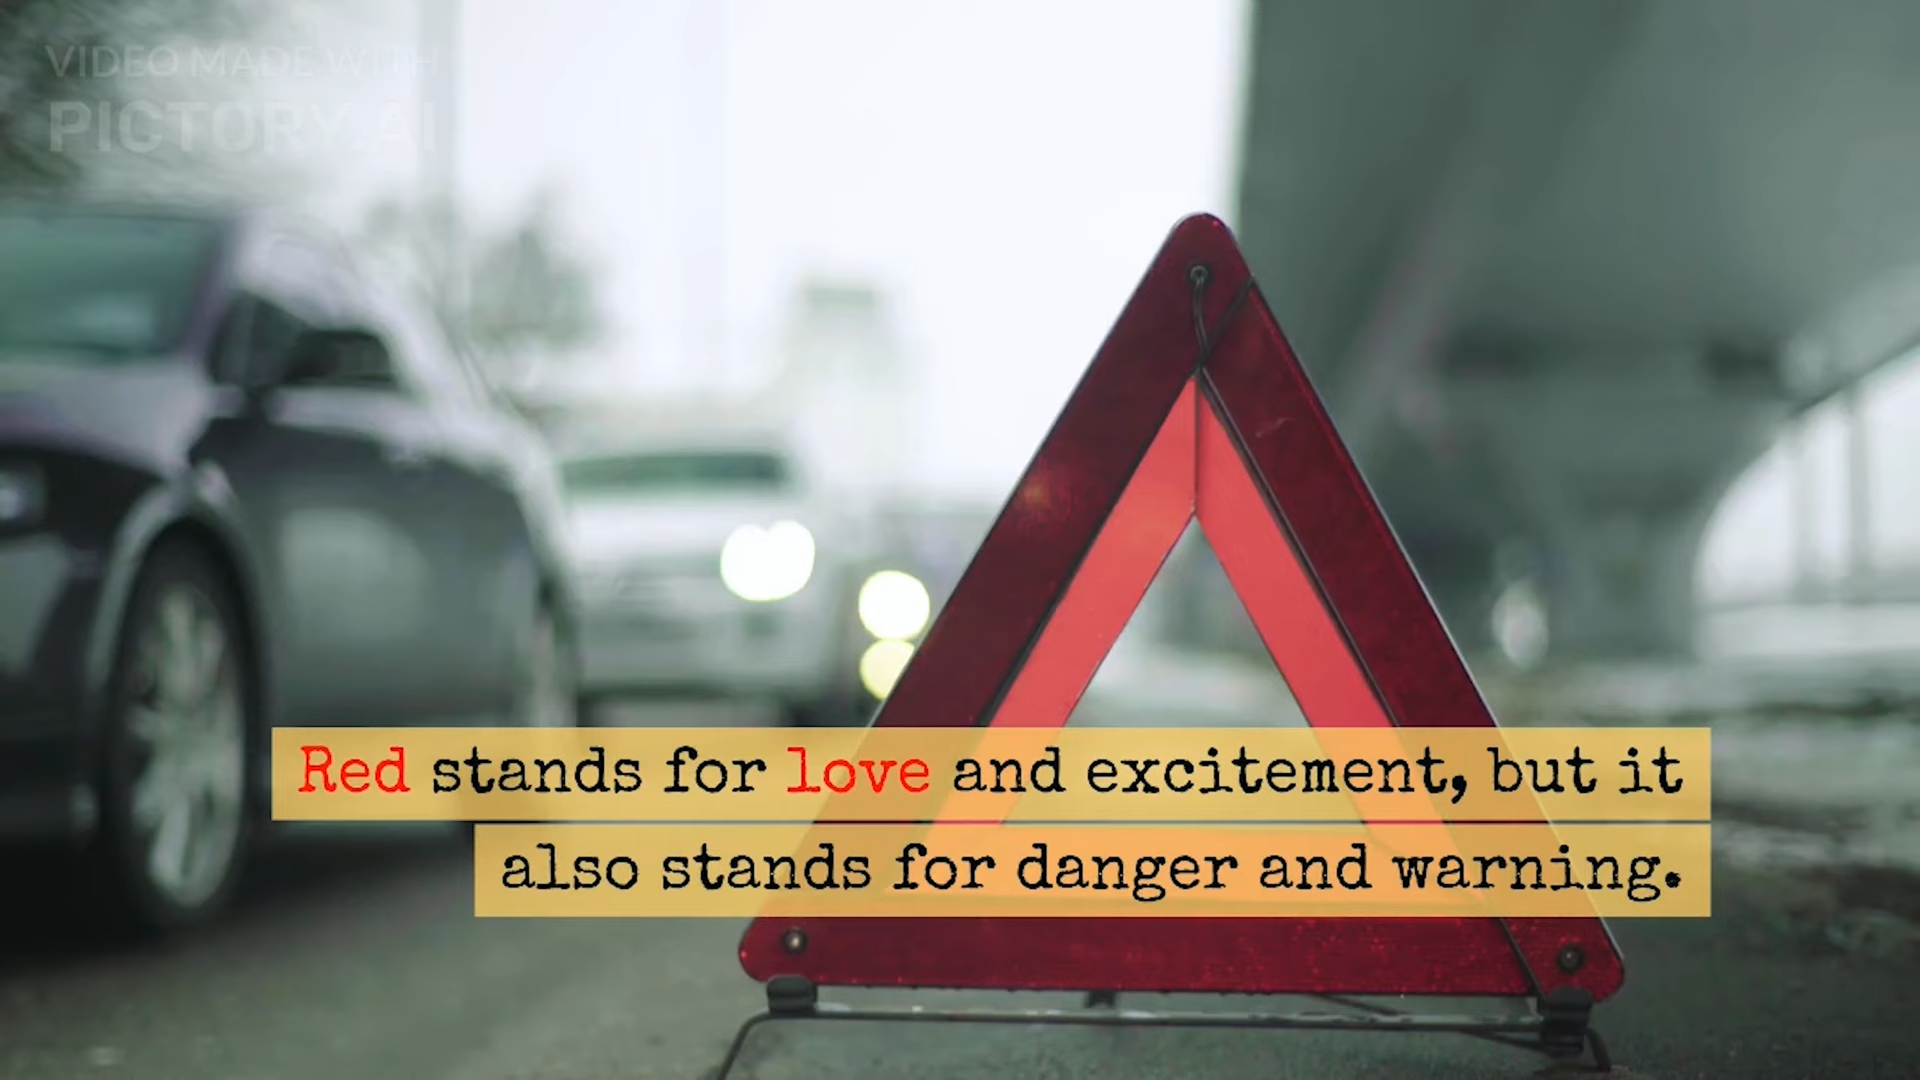 VIDEO MADE WITH
PICTORY.AI
Red stands for love and excitement, but it
also stands for danger and warning.